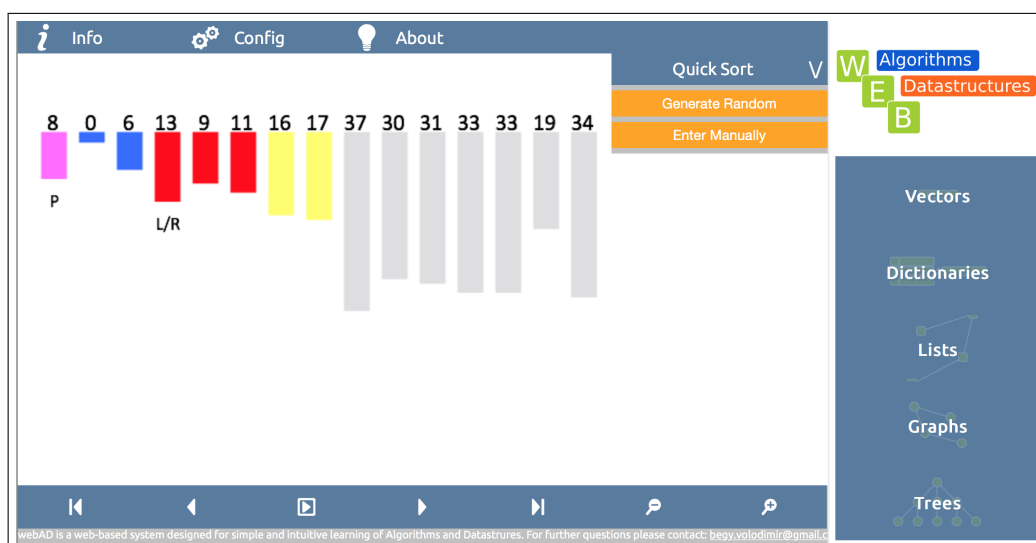 Info Config About
Quick Sort V
Generate Random
Enter Manually
8 0 6 13 9 11 16 17 37 30 31 33 33 19 34
P
L/R
webAD is a web-based system designed for simple and intuitive learning of Algorithms and Datastrures. For further questions please contact: begy.volodimir@gmail.c
W Algorithms
E Datastructures
B
Vectors
Dictionaries
Lists
Graphs
Trees